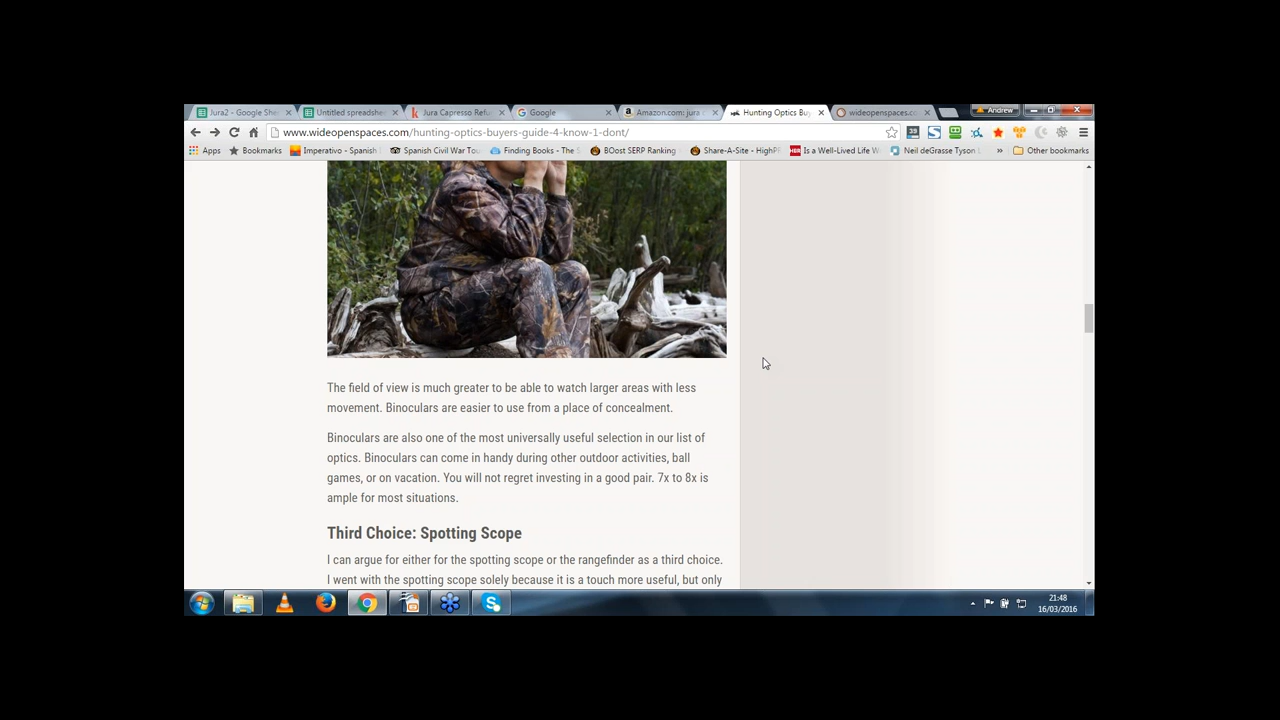 Jura2 - Google She
Untitled spreadshee
Jura Capresso Refu
Google
Amazon.com: jura
Hunting Optics Buy
wideopenspaces.co
Andrew
www.wideopenspaces.com/hunting-optics-buyers-guide-4-know-1-dont/
Apps
Bookmarks
Imperativo - Spanish
Spanish Civil War Tou
Finding Books - The S
BOost SERP Ranking
Share-A-Site - HighPE
Is a Well-Lived Life W
Neil deGrasse Tyson L
»
Other bookmarks
The field of view is much greater to be able to watch larger areas with less
movement. Binoculars are easier to use from a place of concealment.
Binoculars are also one of the most universally useful selection in our list of
optics. Binoculars can come in handy during other outdoor activities, ball
games, or on vacation. You will not regret investing in a good pair. 7x to 8x is
ample for most situations.
Third Choice: Spotting Scope
I can argue for either for the spotting scope or the rangefinder as a third choice.
I went with the spotting scope solely because it is a touch more useful, but only
21:48
16/03/2016